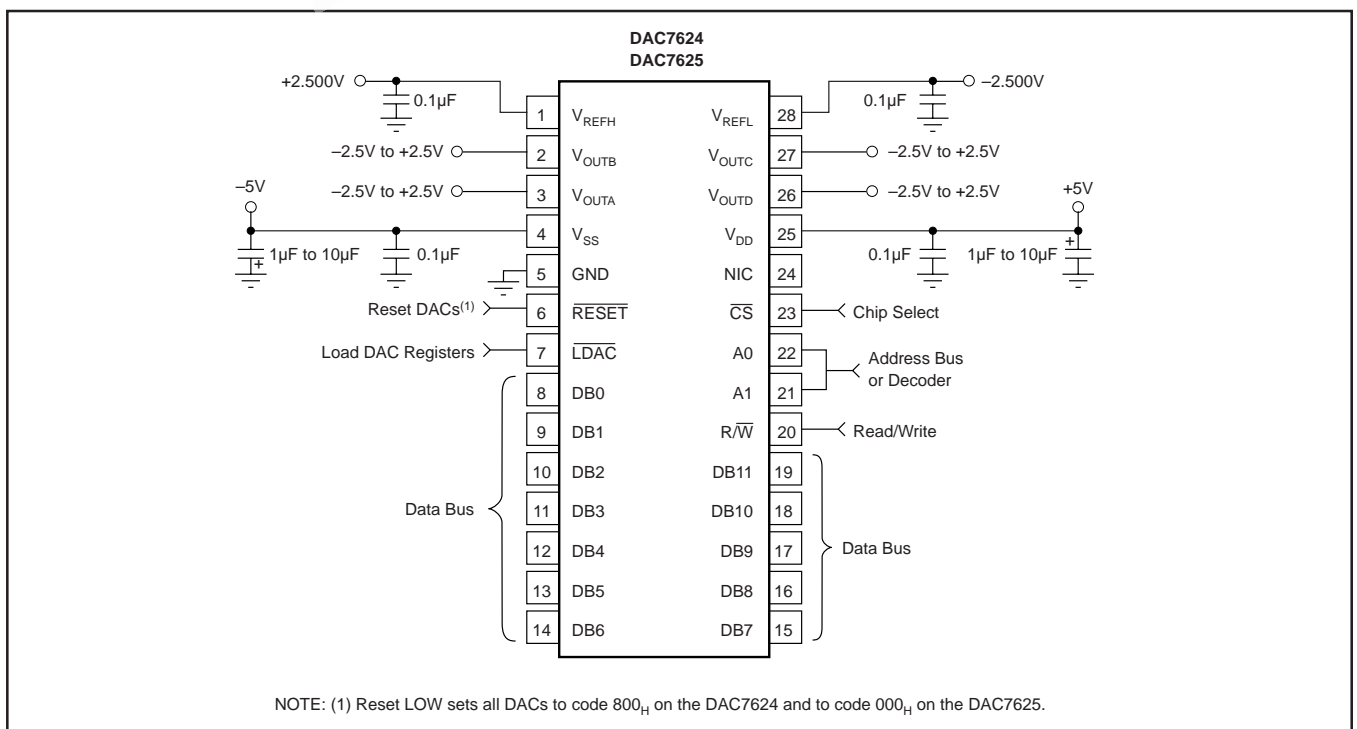 DAC7624
DAC7625
+2.500V
0.1µF
0.1µF
–2.500V
1 VREFH
VREFL 28
–2.5V to +2.5V
2 VOUTB
VOUTC 27
–2.5V to +2.5V
–5V
–2.5V to +2.5V
3 VOUTA
VOUTD 26
–2.5V to +2.5V
+5V
4 VSS
VDD 25
1µF to 10µF
+
0.1µF
0.1µF
1µF to 10µF
+
5 GND
NIC 24
Reset DACs(1)
6 RESET
CS 23
Chip Select
Load DAC Registers
7 LDAC
A0 22
Address Bus
or Decoder
8 DB0
A1 21
9 DB1
R/W 20
Read/Write
10 DB2
DB11 19
Data Bus
11 DB3
DB10 18
12 DB4
DB9 17
Data Bus
13 DB5
DB8 16
14 DB6
DB7 15
NOTE: (1) Reset LOW sets all DACs to code 800H on the DAC7624 and to code 000H on the DAC7625.